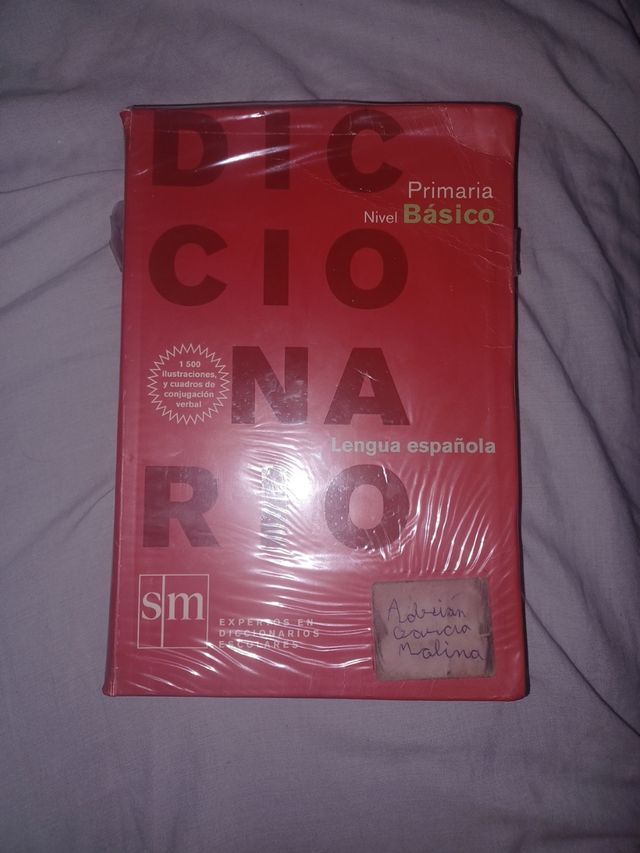 DIC
CIO
NA
RIO
Primaria
Nivel Básico
1 500
ilustraciones,
y cuadros de
conjugación
verbal
Lengua española
sm
EXPERTOS EN
DICCIONARIOS
ESCOLARES
Adrián
García
Molina